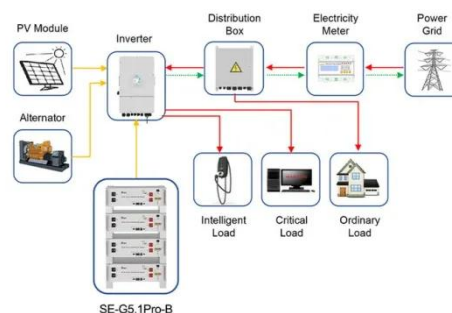 PV Module
Inverter
Distribution
Box
Electricity
Meter
Power
Grid
Alternator
Intelligent
Load
Critical
Load
Ordinary
Load
SE-G5.1Pro-B